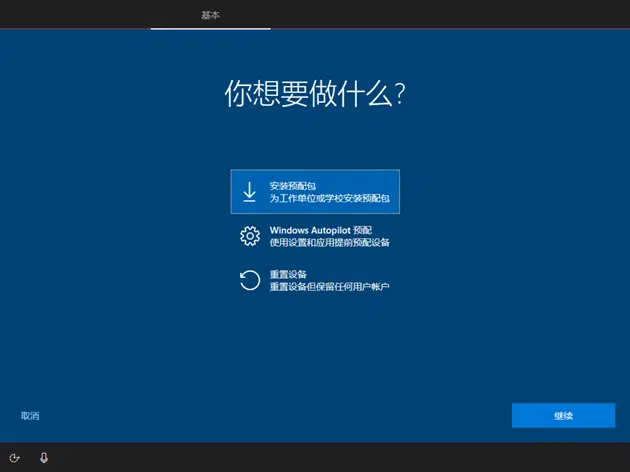 基本
你想要做什么?
安装预配包
为工作单位或学校安装预配包
Windows Autopilot 预配
使用设置和应用提前预配设备
重置设备
重置设备但保留任何用户帐户
取消
继续